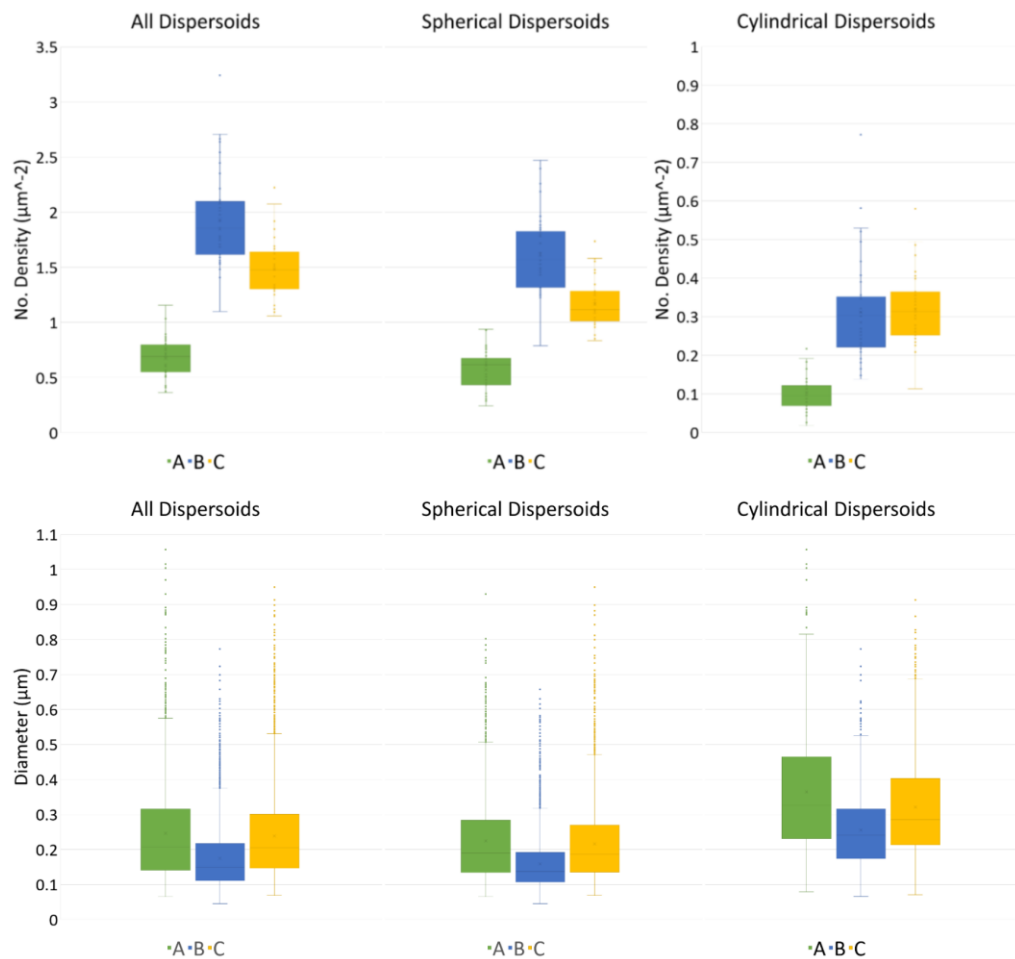 All Dispersoids
Spherical Dispersoids
Cylindrical Dispersoids
No. Density (µm^-2)
3.5
3
2.5
2
1.5
1
0.5
0
No. Density (µm^-2)
1
0.9
0.8
0.7
0.6
0.5
0.4
0.3
0.2
0.1
0
A B C
A B C
A B C
All Dispersoids
Spherical Dispersoids
Cylindrical Dispersoids
Diameter (µm)
1.1
1
0.9
0.8
0.7
0.6
0.5
0.4
0.3
0.2
0.1
0
A B C
A B C
A B C